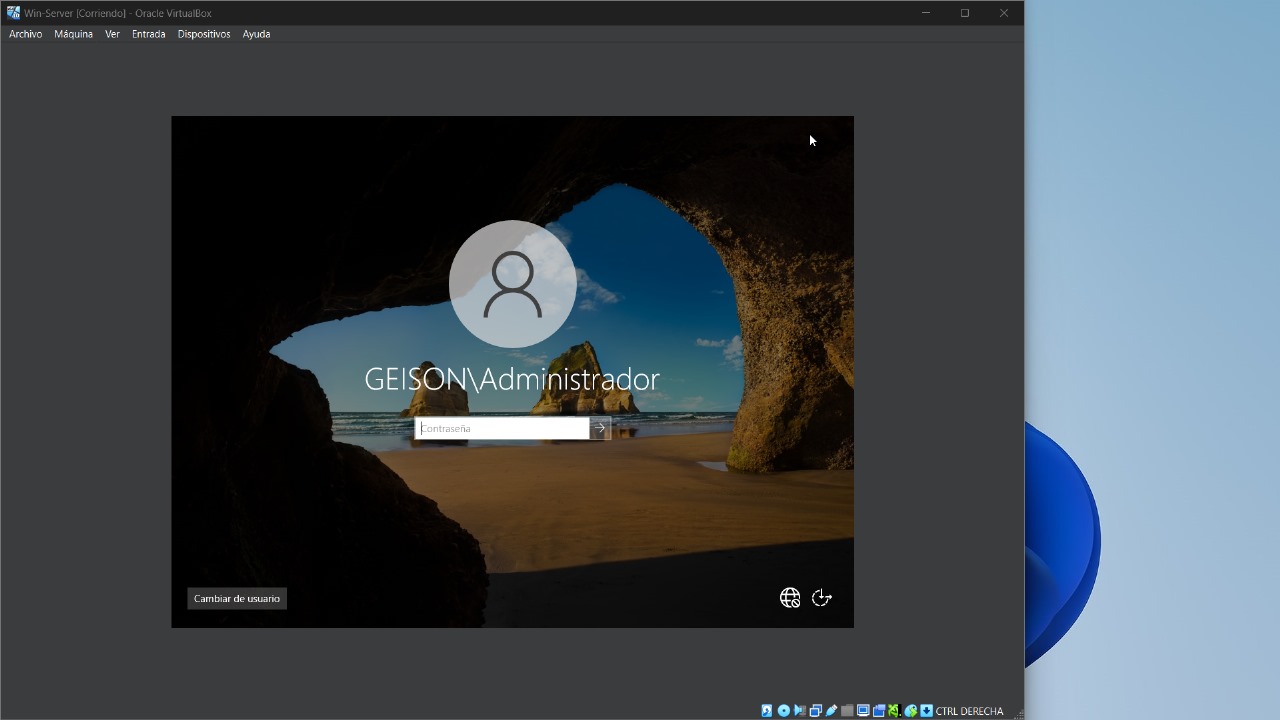 Win-Server [Corriendo] - Oracle VirtualBox
Archivo Máquina Ver Entrada Dispositivos Ayuda
GEISON\Administrador
Contraseña
Cambiar de usuario
CTRL DERECHA